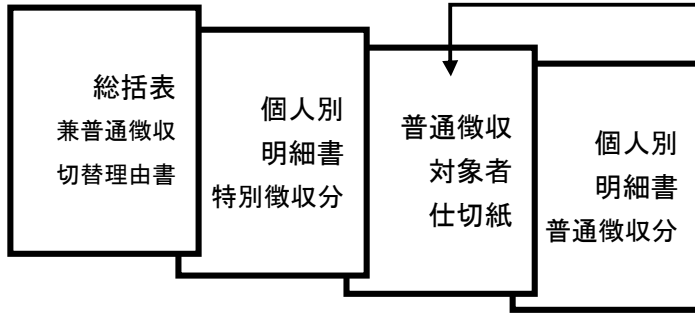 総括表
兼普通徴収
切替理由書
個人別
明細書
特別徴収分
普通徴収
対象者
仕切紙
個人別
明細書
普通徴収分